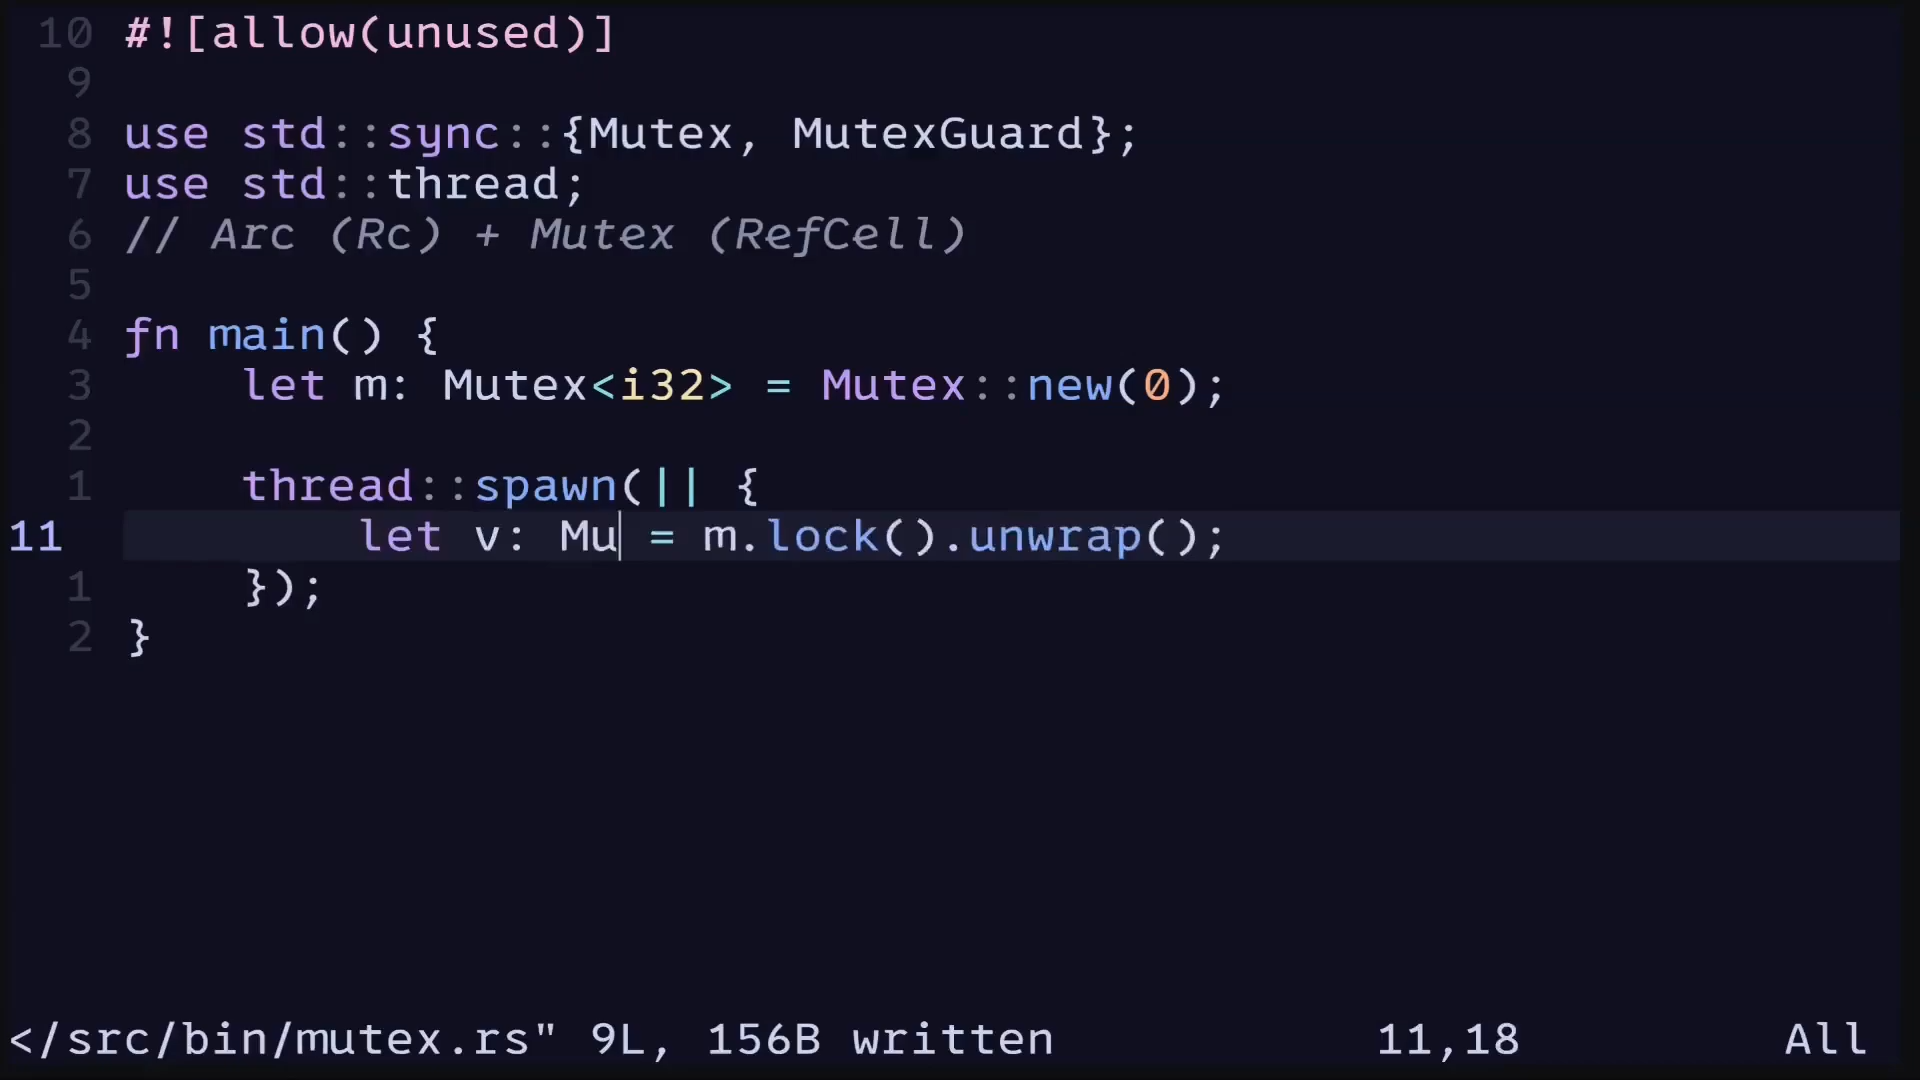 10 #![allow(unused)]
9
8 use std::sync::{Mutex, MutexGuard};
7 use std::thread;
6 // Arc (Rc) + Mutex (RefCell)
5
4 fn main() {
3     let m: Mutex<i32> = Mutex::new(0);
2
1     thread::spawn(|| {
11         let v: Mu = m.lock().unwrap();
1     });
2 }
</src/bin/mutex.rs" 9L, 156B written 11,18 All